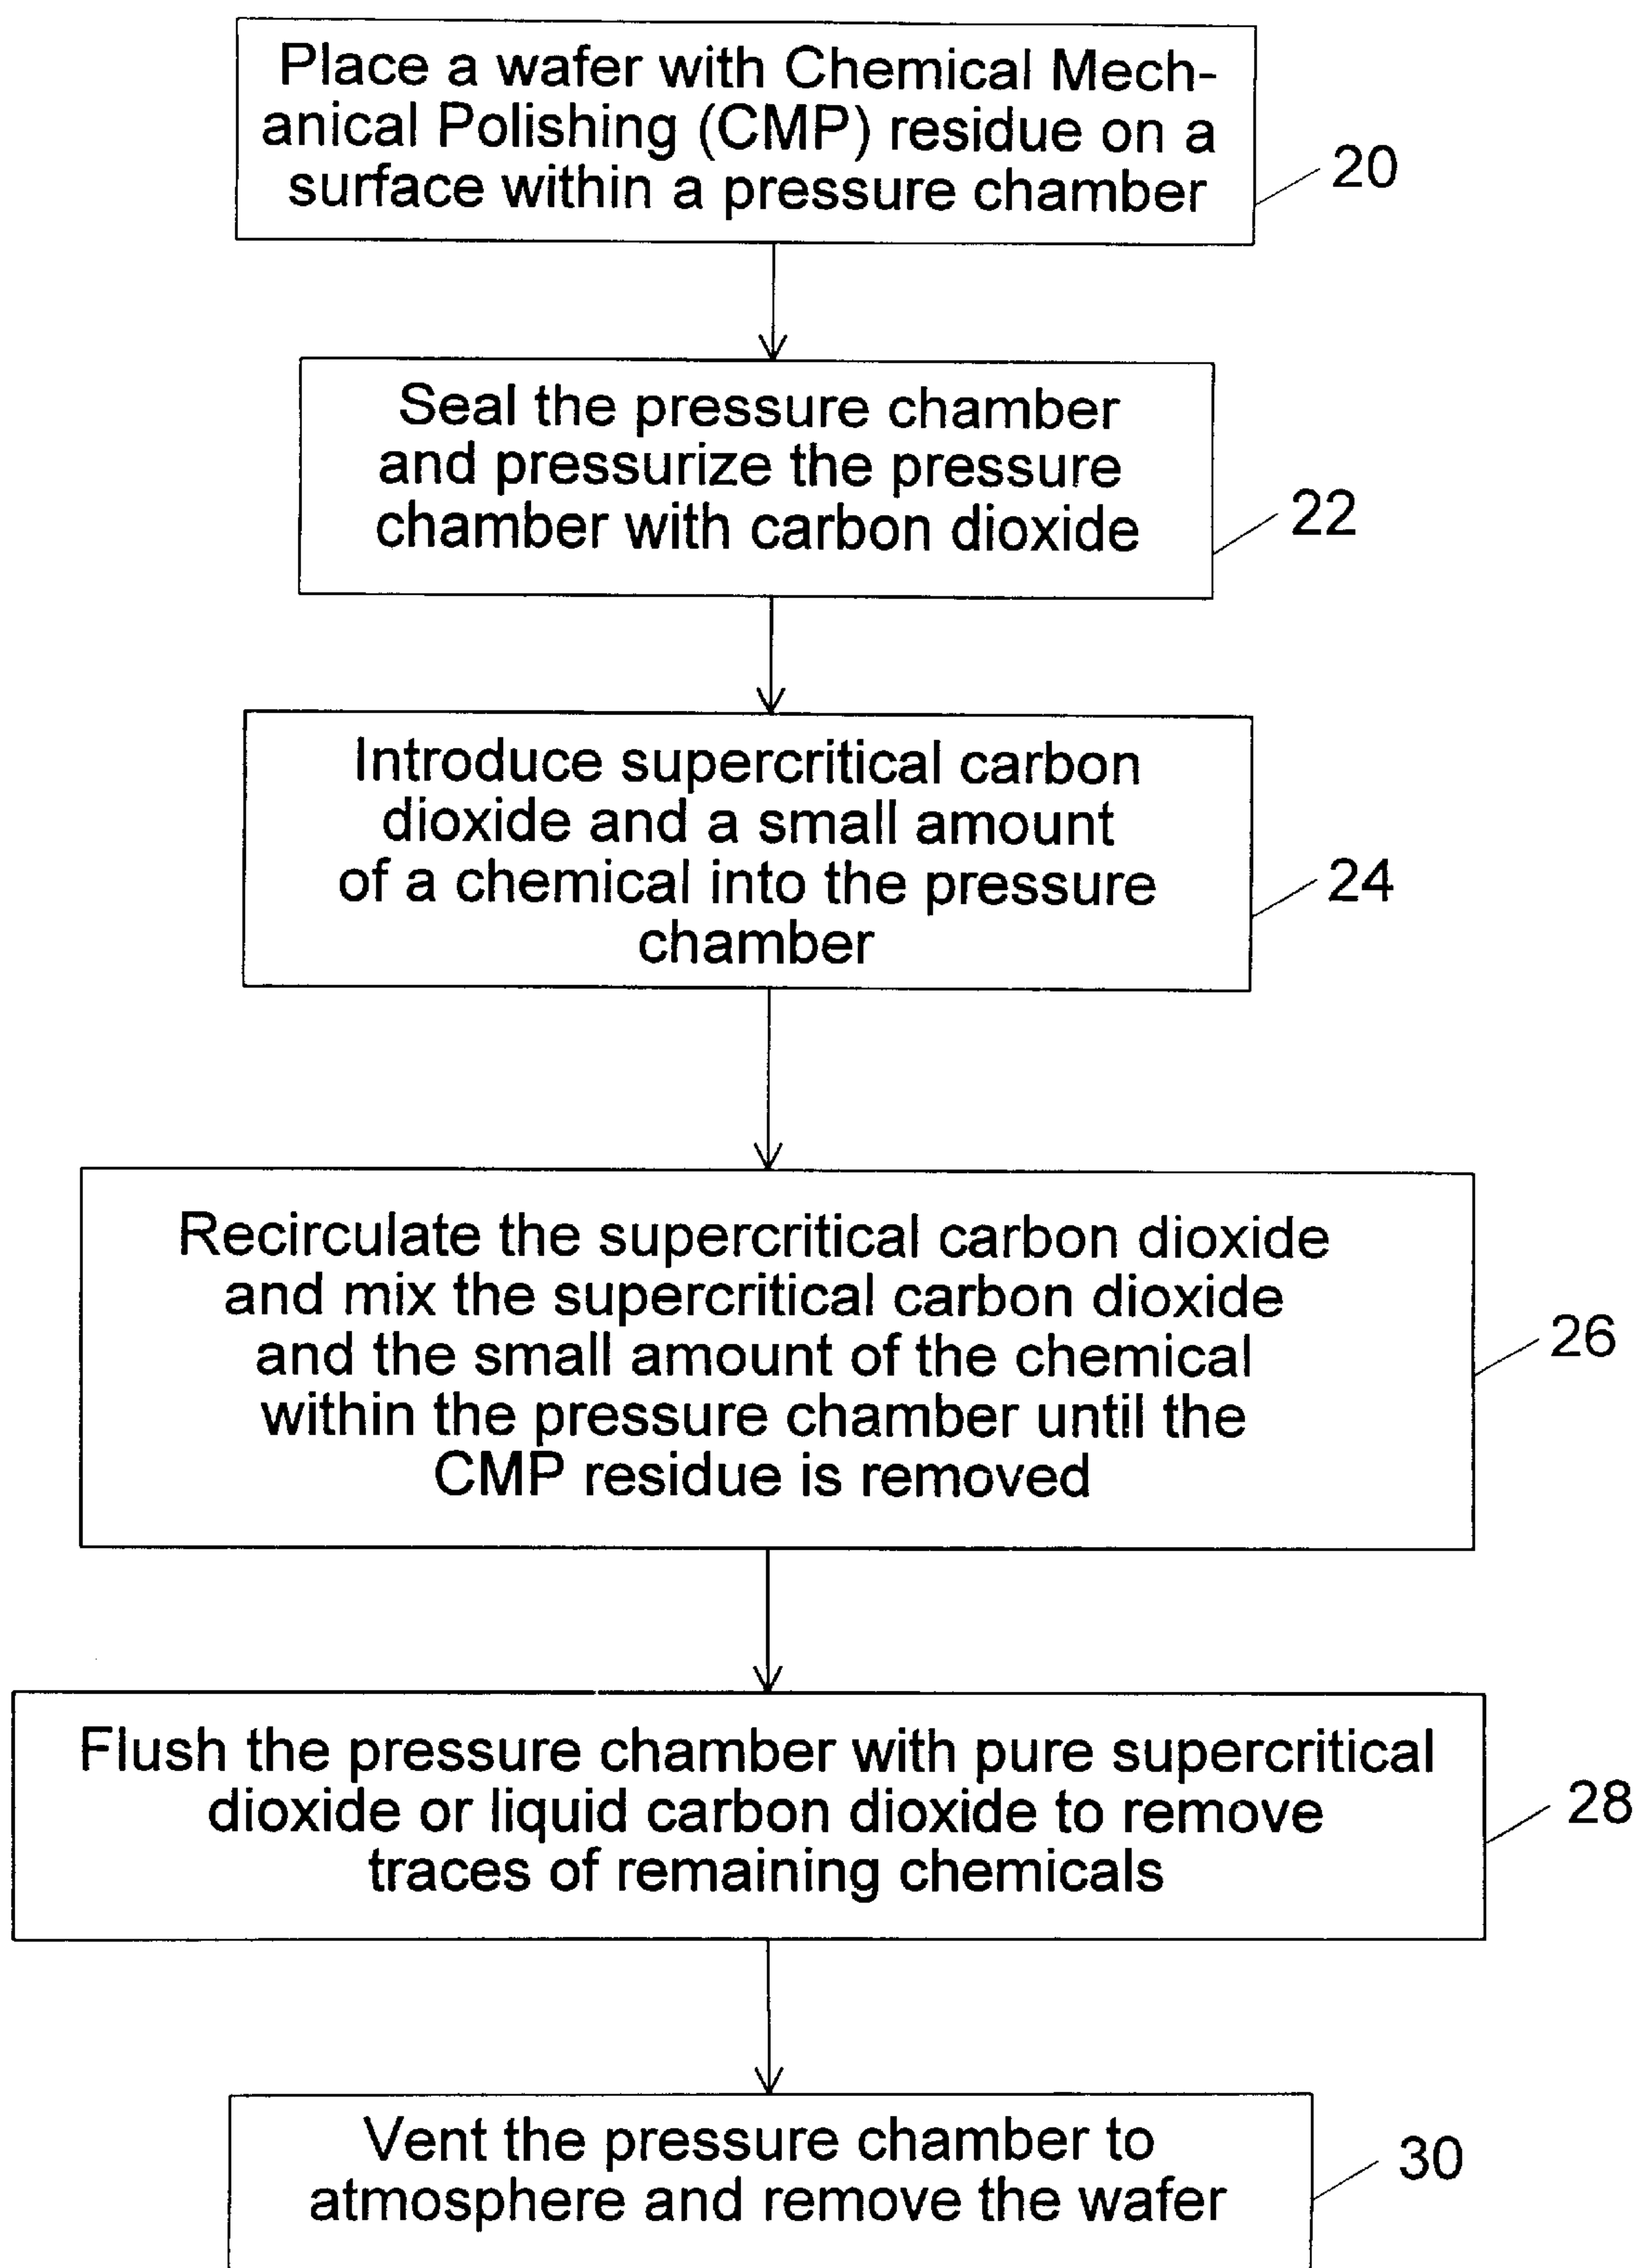 Place a wafer with Chemical Mech-
anical Polishing (CMP) residue on a
surface within a pressure chamber
20
Seal the pressure chamber
and pressurize the pressure
chamber with carbon dioxide
22
Introduce supercritical carbon
dioxide and a small amount
of a chemical into the pressure
chamber
24
Recirculate the supercritical carbon dioxide
and mix the supercritical carbon dioxide
and the small amount of the chemical
within the pressure chamber until the
CMP residue is removed
26
Flush the pressure chamber with pure supercritical
dioxide or liquid carbon dioxide to remove
traces of remaining chemicals
28
Vent the pressure chamber to
atmosphere and remove the wafer
30